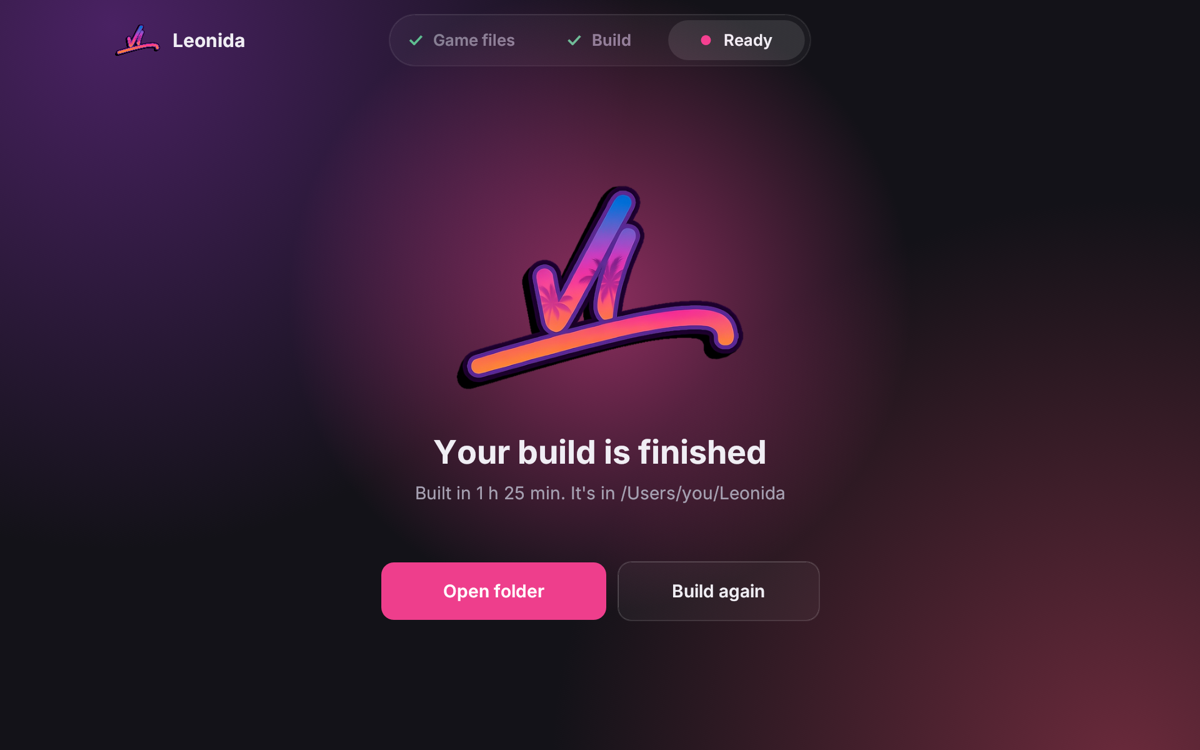 Leonida
Game files
Build
Ready
Your build is finished
Built in 1 h 25 min. It's in /Users/you/Leonida
Open folder
Build again